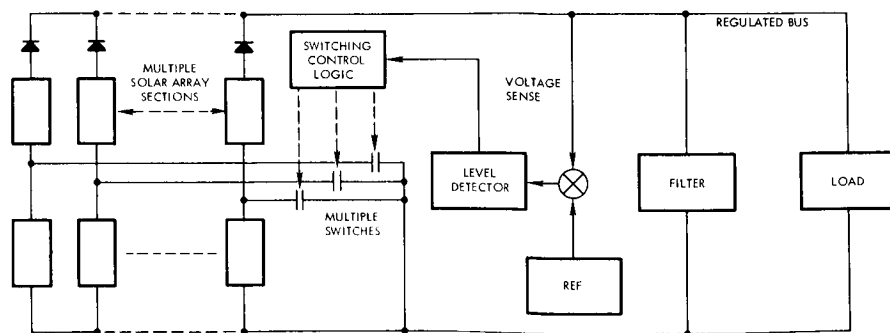 REGULATED BUS
SWITCHING
CONTROL
LOGIC
MULTIPLE
SOLAR ARRAY
SECTIONS
VOLTAGE
SENSE
LEVEL
DETECTOR
FILTER
LOAD
MULTIPLE
SWITCHES
REF